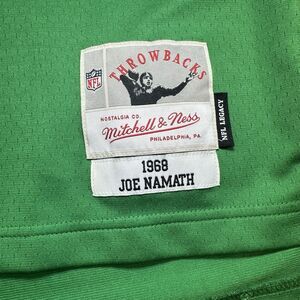 THROWBACKS
NFL
NOSTALGIA CO.
Mitchell & Ness
PHILADELPHIA, PA
NFL LEGACY
1968
JOE NAMATH